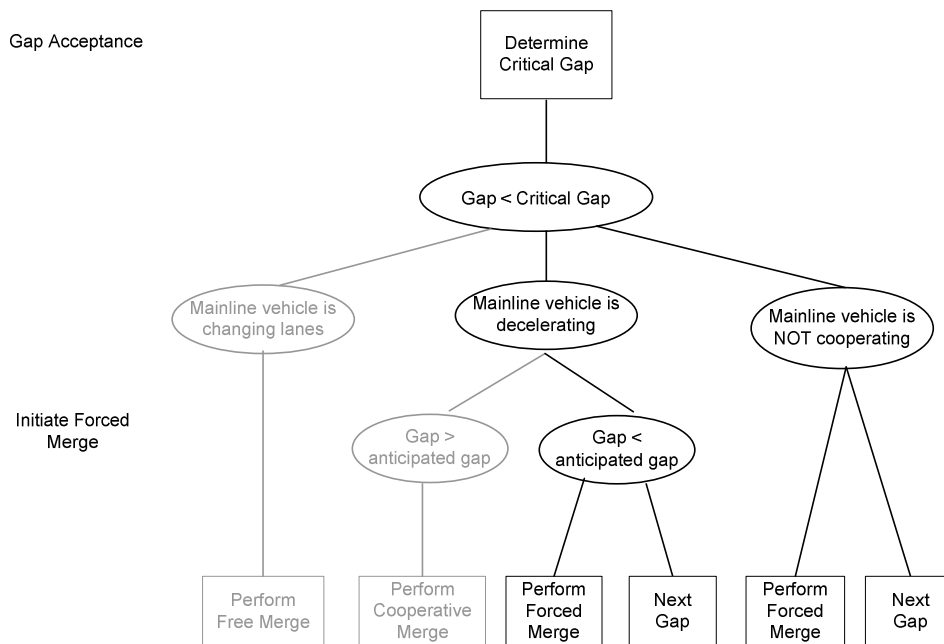 Gap Acceptance
Determine
Critical Gap
Gap < Critical Gap
Mainline vehicle is
changing lanes
Mainline vehicle is
decelerating
Mainline vehicle is
NOT cooperating
Initiate Forced
Merge
Gap >
anticipated gap
Gap <
anticipated gap
Perform
Free Merge
Perform
Cooperative
Merge
Perform
Forced
Merge
Next
Gap
Perform
Forced
Merge
Next
Gap